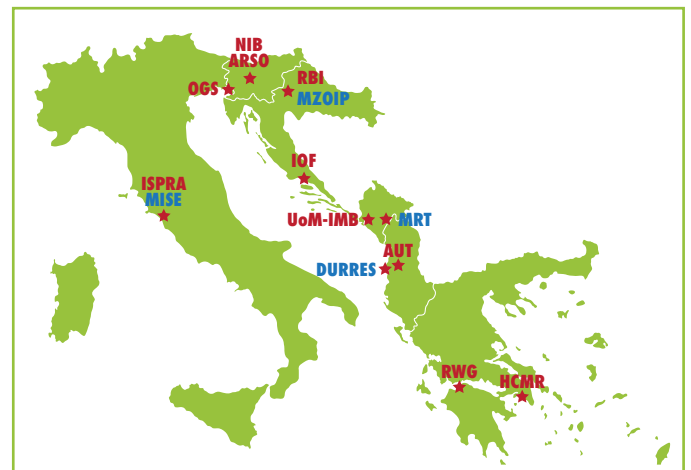 NIB
ARSO
OGS
RBI
MZOIP
IOF
ISPRA
MISE
UoM-IMB
MRT
AUT
DURRES
RWG
HCMR